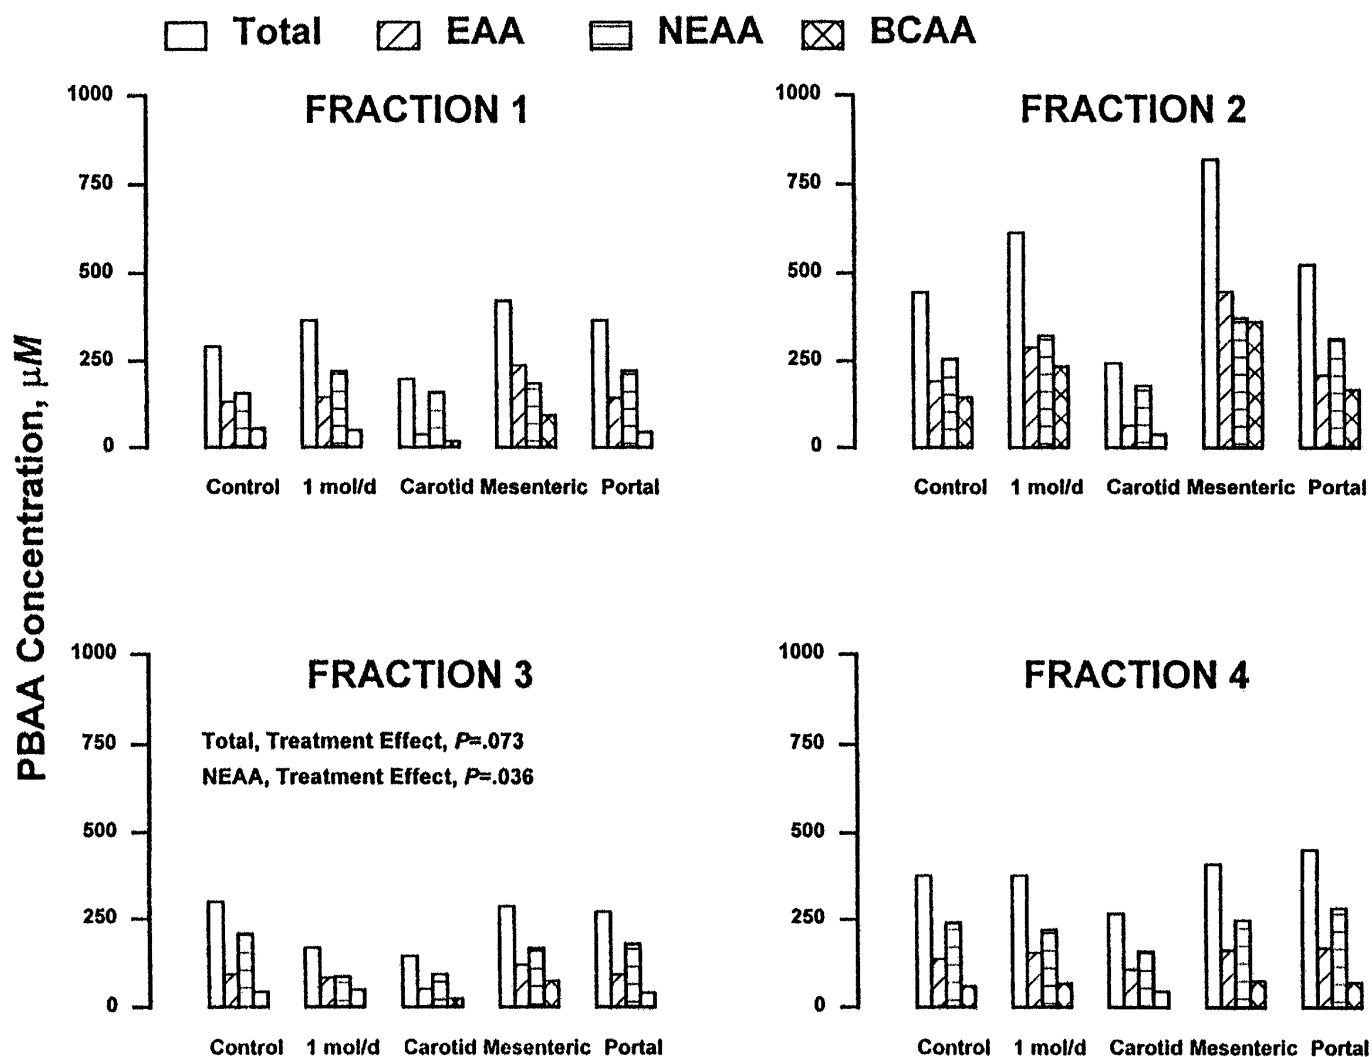 Total EAA NEAA BCAA
PBAA Concentration, μM
FRACTION 1
1000
750
500
250
0
Control 1 mol/d Carotid Mesenteric Portal
FRACTION 2
1000
750
500
250
0
Control 1 mol/d Carotid Mesenteric Portal
FRACTION 3
Total, Treatment Effect, P=.073
NEAA, Treatment Effect, P=.036
1000
750
500
250
0
Control 1 mol/d Carotid Mesenteric Portal
FRACTION 4
1000
750
500
250
0
Control 1 mol/d Carotid Mesenteric Portal